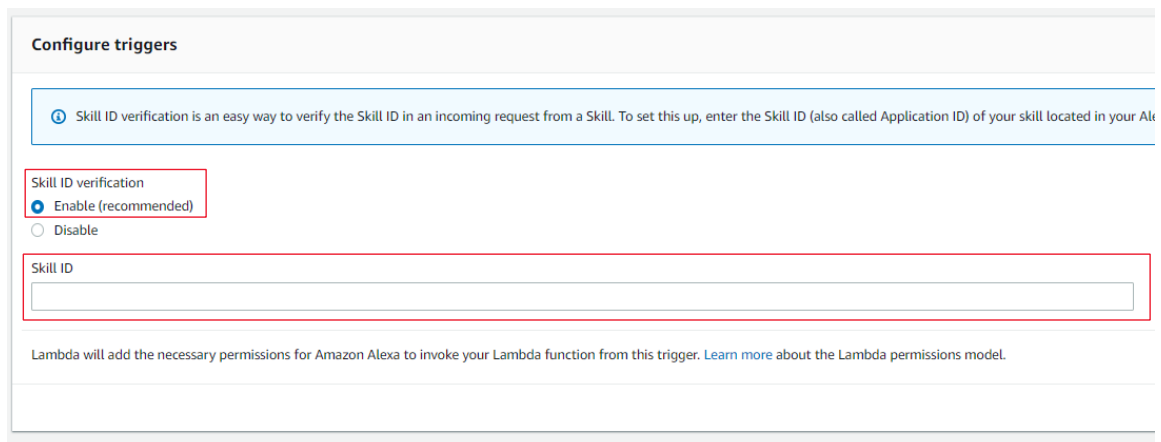 Configure triggers
Skill ID verification is an easy way to verify the Skill ID in an incoming request from a Skill. To set this up, enter the Skill ID (also called Application ID) of your skill located in your
Skill ID verification
Enable (recommended)
Disable
Skill ID
Lambda will add the necessary permissions for Amazon Alexa to invoke your Lambda function from this trigger. Learn more about the Lambda permissions model.